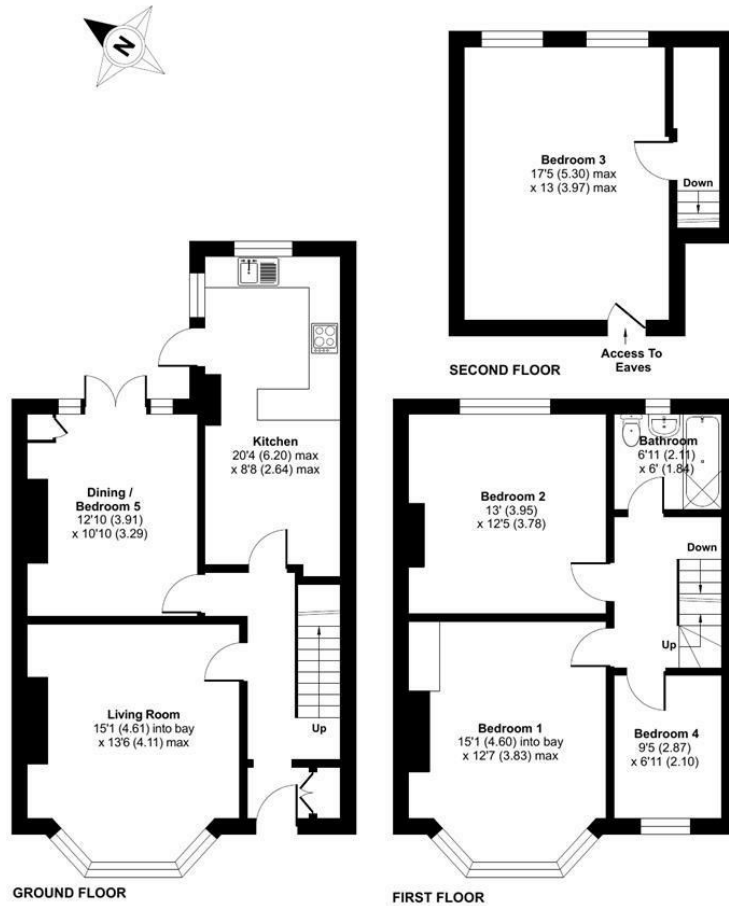 N
Bedroom 3
17'5 (5.30) max
x 13 (3.97) max
Down
Access To
Eaves
SECOND FLOOR
Kitchen
20'4 (6.20) max
x 8'8 (2.64) max
Dining /
Bedroom 5
12'10 (3.91)
x 10'10 (3.29)
Living Room
15'1 (4.61) into bay
x 13'6 (4.11) max
Up
GROUND FLOOR
Bathroom
6'11 (2.11)
x 6' (1.84)
Bedroom 2
13' (3.95)
x 12'5 (3.78)
Down
Up
Bedroom 1
15'1 (4.60) into bay
x 12'7 (3.83) max
Bedroom 4
9'5 (2.87)
x 6'11 (2.10)
FIRST FLOOR